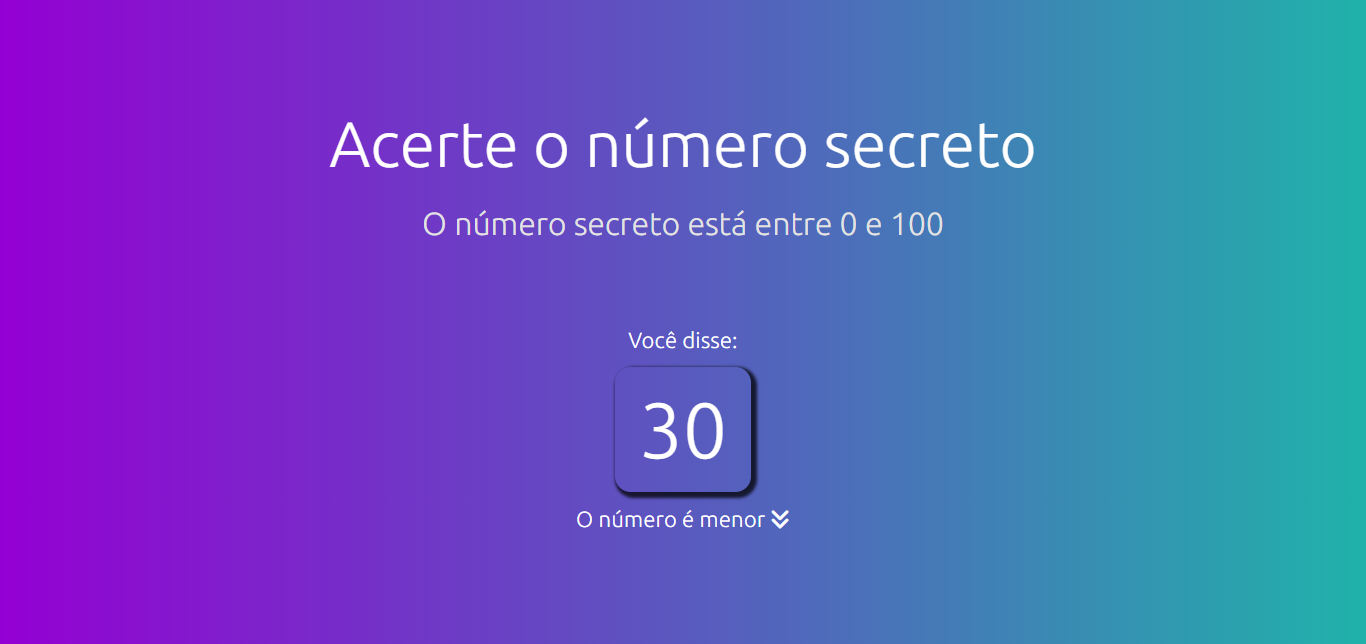 Acerte o número secreto
O número secreto está entre 0 e 100
Você disse:
30
O número é menor